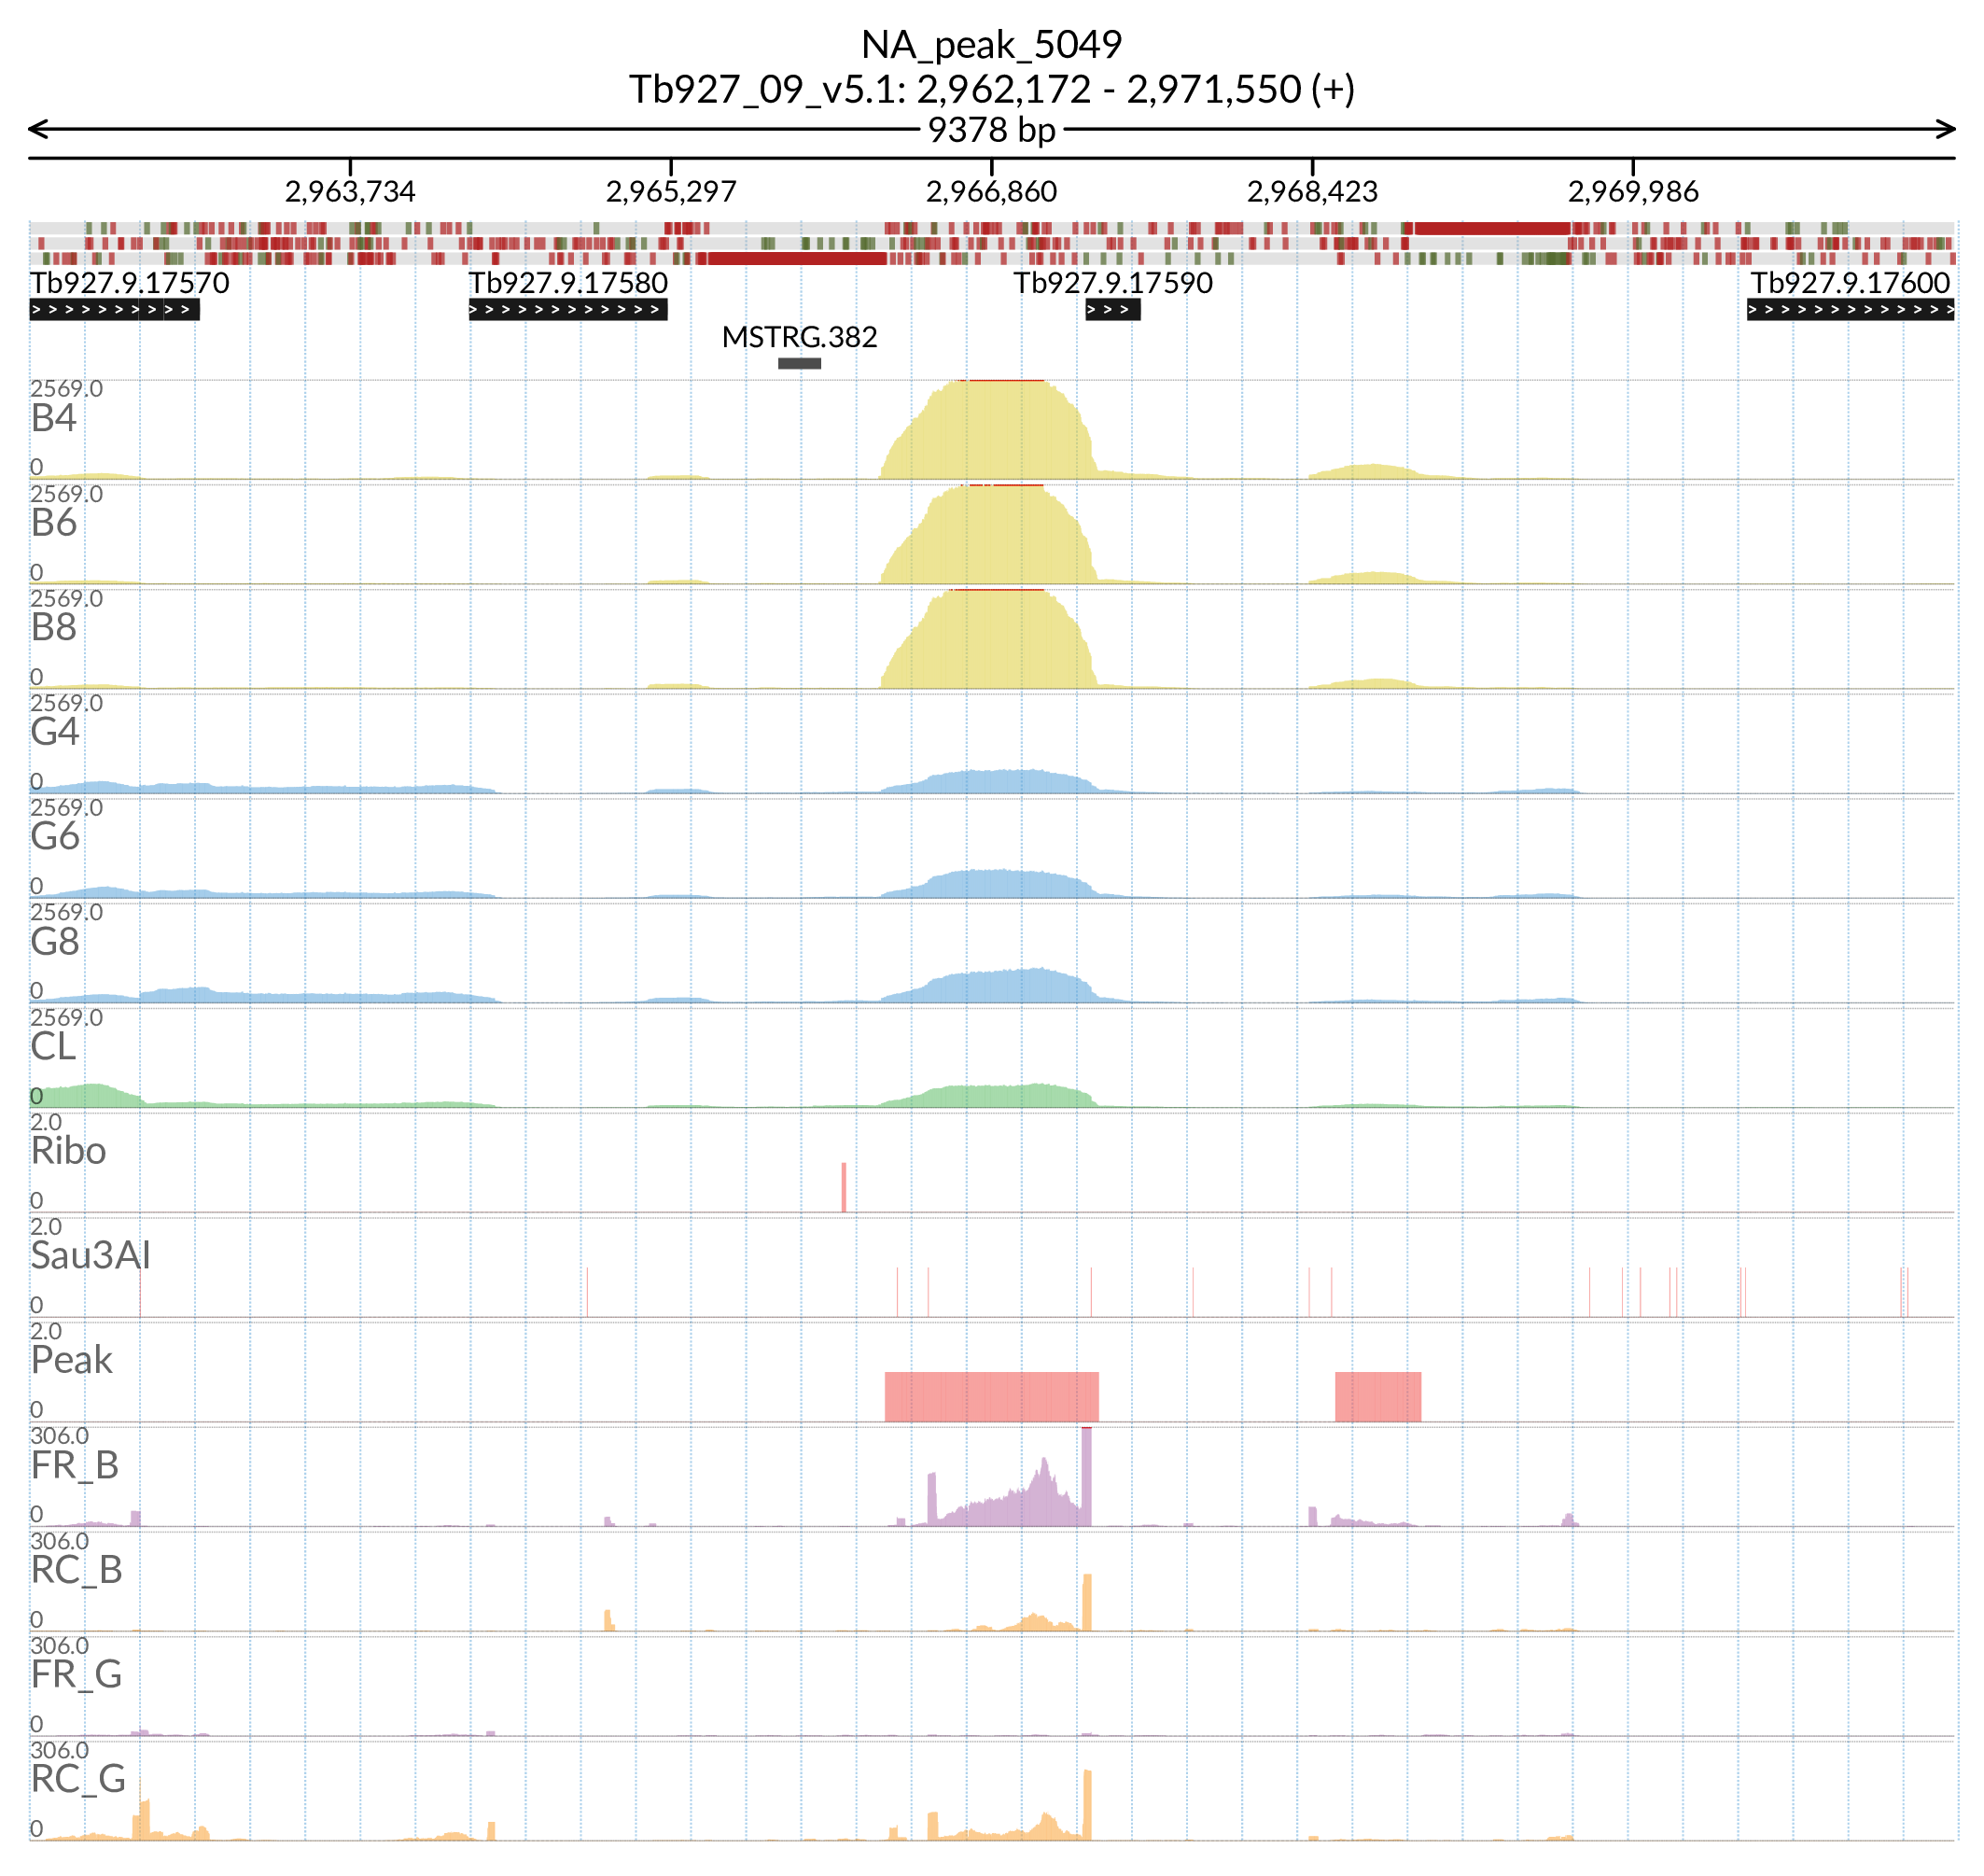 NA_peak_5049
Tb927_09_v5.1: 2,962,172 - 2,971,550 (+)
9378 bp
2,963,734 2,965,297 2,966,860 2,968,423 2,969,986
Tb927.9.17570 Tb927.9.17580 Tb927.9.17590 Tb927.9.17600
MSTRG.382
2569.0
B4
0
2569.0
B6
0
2569.0
B8
0
2569.0
G4
0
2569.0
G6
0
2569.0
G8
0
2569.0
CL
0
2.0
Ribo
0
2.0
Sau3AI
0
2.0
Peak
0
306.0
FR_B
0
306.0
RC_B
0
306.0
FR_G
0
306.0
RC_G
0